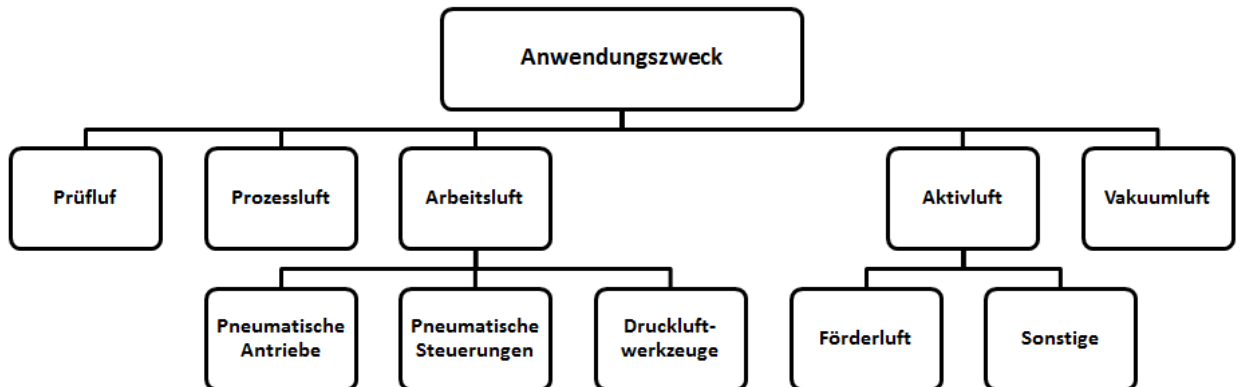 Anwendungszweck
Prüfluf
Prozessluft
Arbeitsluft
Aktivluft
Vakuumluft
Pneumatische
Antriebe
Pneumatische
Steuerungen
Druckluft-
werkzeuge
Förderluft
Sonstige